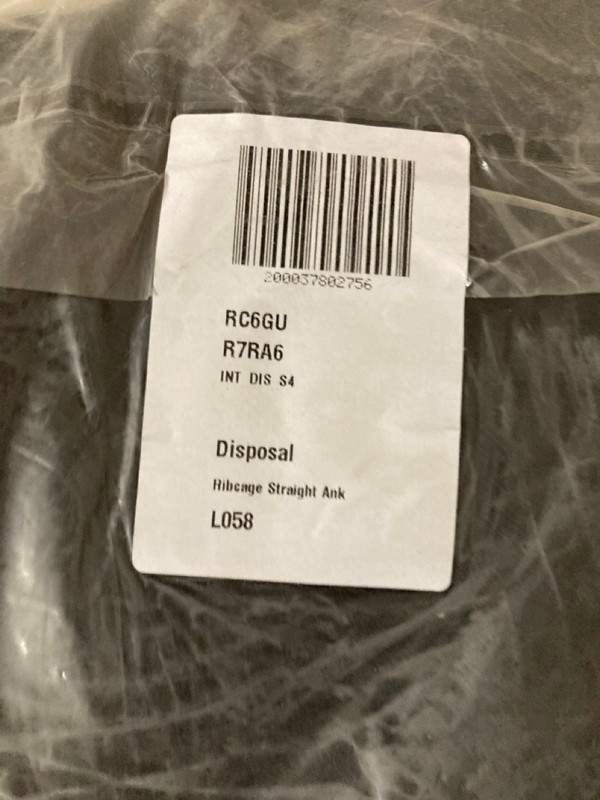 200037802756
RC6GU
R7RA6
INT DIS S4
Disposal
Ribcage Straight Ank
L058